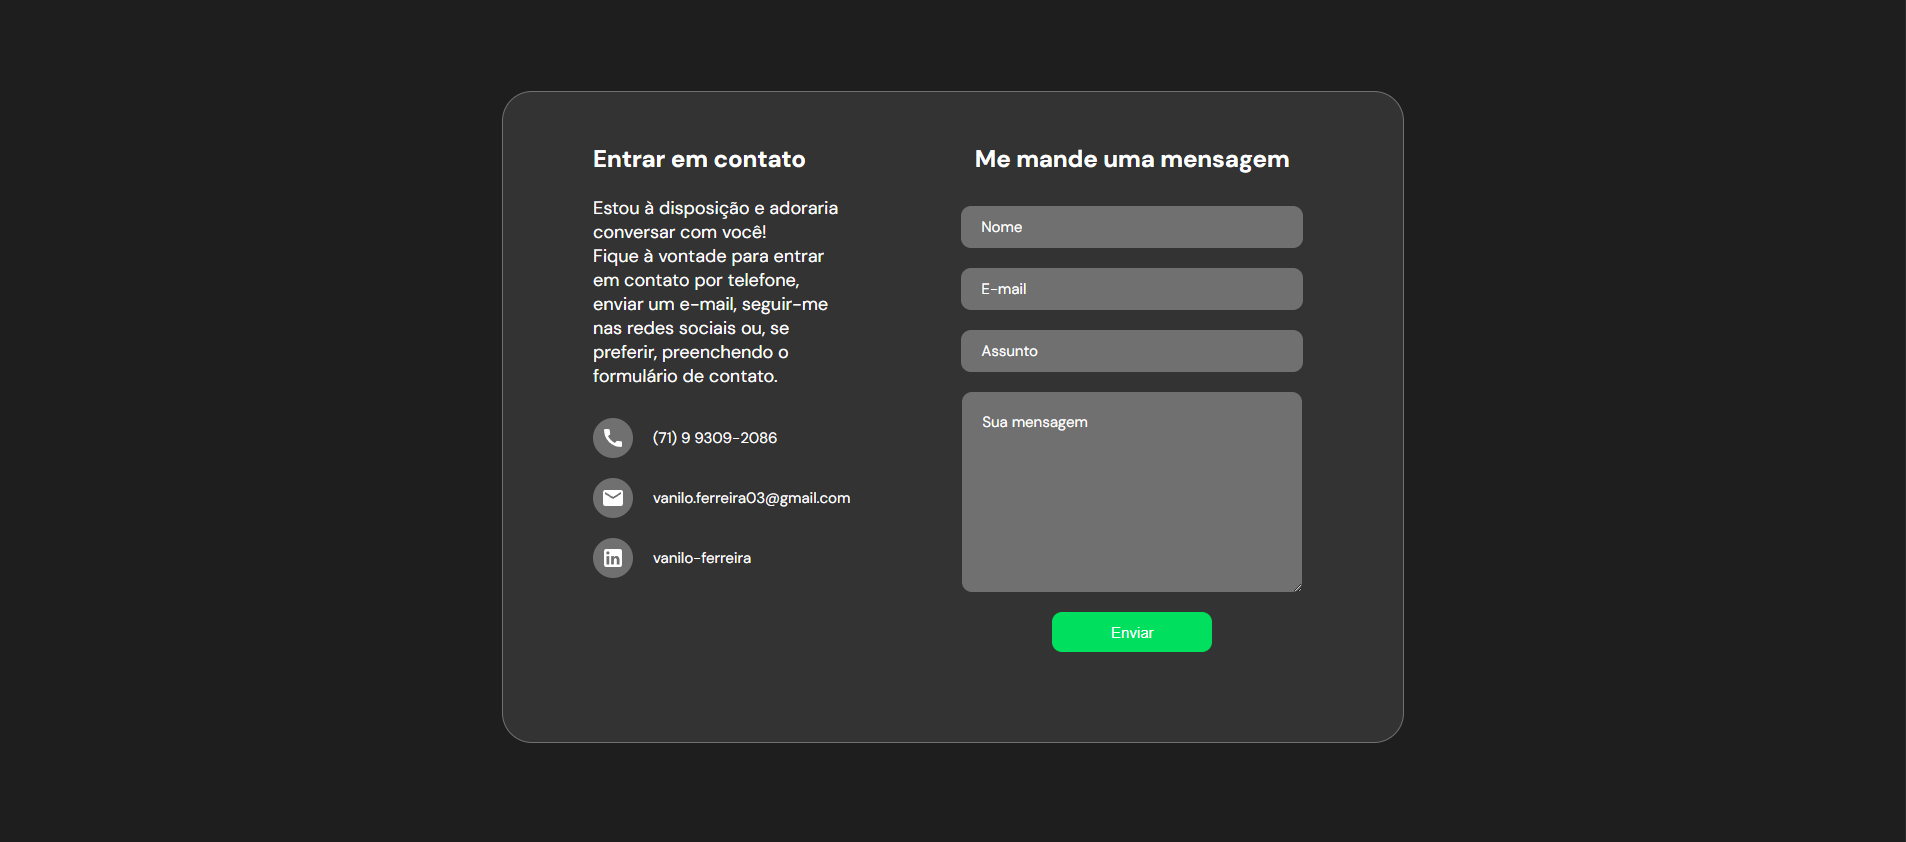 Entrar em contato
Estou à disposição e adoraria
conversar com você!
Fique à vontade para entrar
em contato por telefone,
enviar um e-mail, seguir-me
nas redes sociais ou, se
preferir, preenchendo o
formulário de contato.
(71) 9 9309-2086
vanilo.ferreira03@gmail.com
in
vanilo-ferreira
Me mande uma mensagem
Nome
E-mail
Assunto
Sua mensagem
Enviar